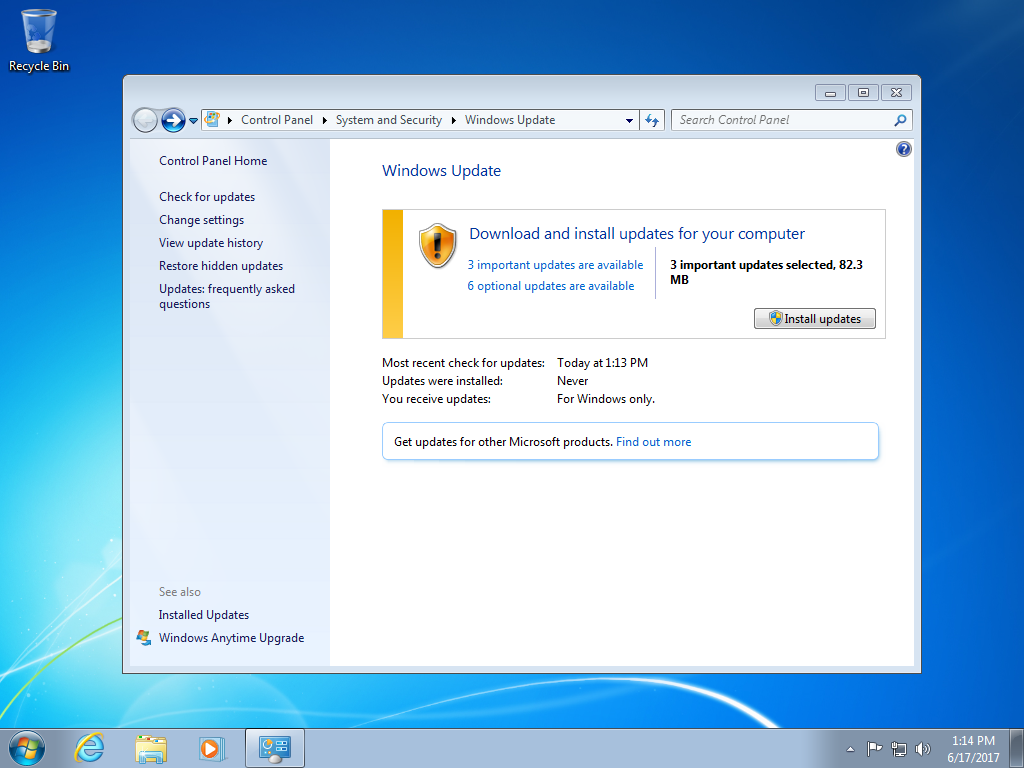 Recycle Bin
Control Panel
System and Security
Windows Update
Search Control Panel
Control Panel Home
Check for updates
Change settings
View update history
Restore hidden updates
Updates: frequently asked
questions
See also
Installed Updates
Windows Anytime Upgrade
Windows Update
Download and install updates for your computer
3 important updates are available
6 optional updates are available
3 important updates selected, 82.3
MB
Install updates
Most recent check for updates: Today at 1:13 PM
Updates were installed: Never
You receive updates: For Windows only.
Get updates for other Microsoft products. Find out more
1:14 PM
6/17/2017